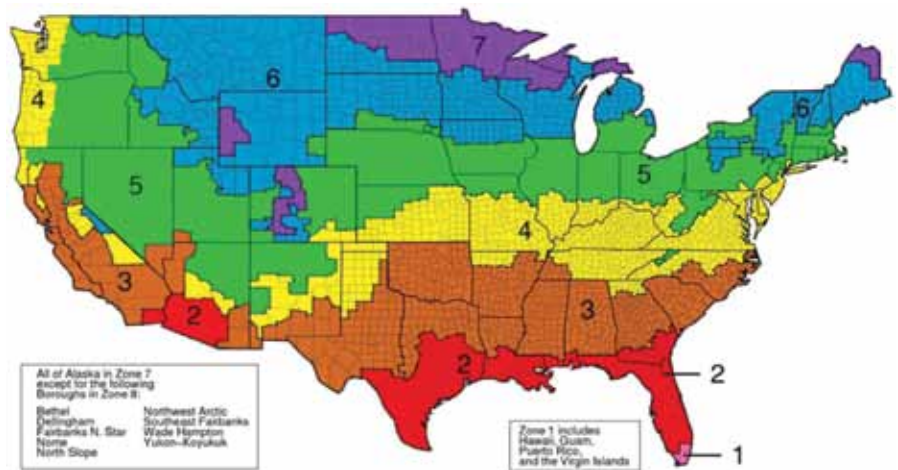 7
6
4
6
5
5
4
3
2
3
2
2
1
All of Alaska in Zone 7
except for the following
Boroughs in Zone 8:
Bethel Northwest Arctic
Dellingham Southeast Fairbanks
Fairbanks N. Star Wade Hampton
Nome Yukon–Koyukuk
North Slope
Zone 1 includes
Hawaii, Guam,
Puerto Rico,
and the Virgin Islands